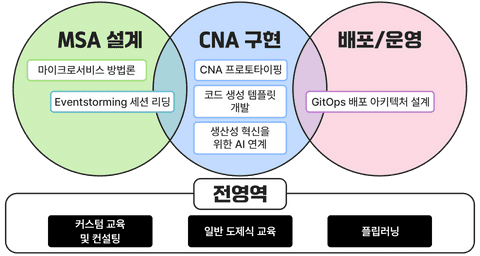 MSA 설계
CNA 구현
배포/운영
마이크로서비스 방법론
Eventstorming 세션 리딩
CNA 프로토타이핑
코드 생성 템플릿
개발
생산성 혁신을
위한 AI 연계
GitOps 배포 아키텍처 설계
전영역
커스텀 교육
및 컨설팅
일반 도제식 교육
플립러닝